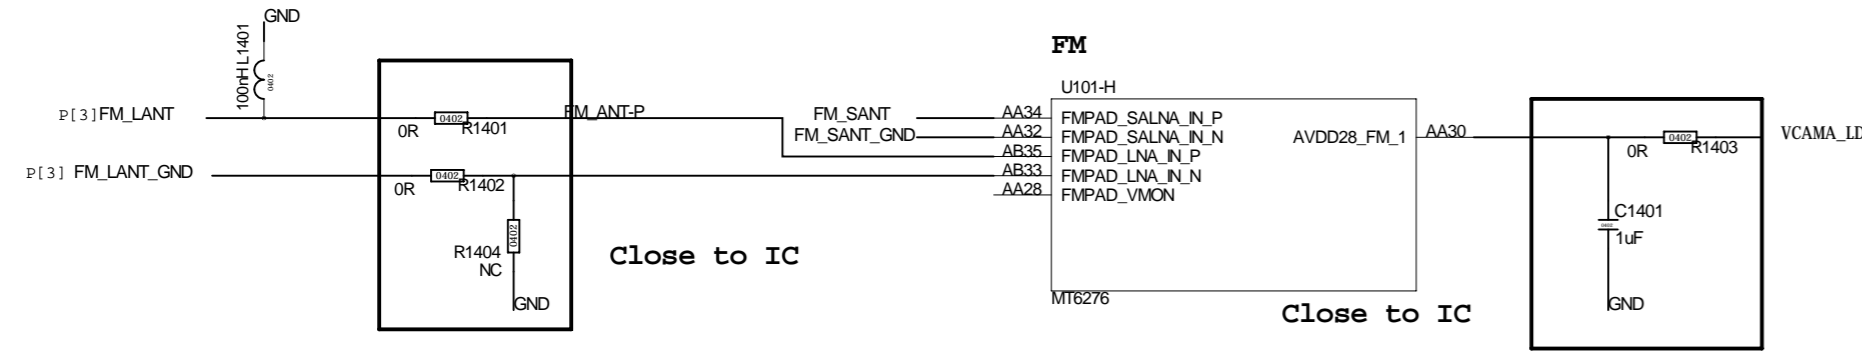 GND
100nH L1401
0402
FM
U101-H
P[3]FM_LANT
0402
0R
R1401
FM_ANT-P
FM_SANT
AA34
FMPAD_SALNA_IN_P
FM_SANT_GND
AA32
FMPAD_SALNA_IN_N
AVDD28_FM_1
AA30
0402
0R
R1403
VCAMA_LD
AB35
FMPAD_LNA_IN_P
P[3] FM_LANT_GND
0402
0R
R1402
AB33
FMPAD_LNA_IN_N
AA28
FMPAD_VMON
C1401
0402
1uF
R1404
0402
NC
Close to IC
GND
MT6276
Close to IC
GND